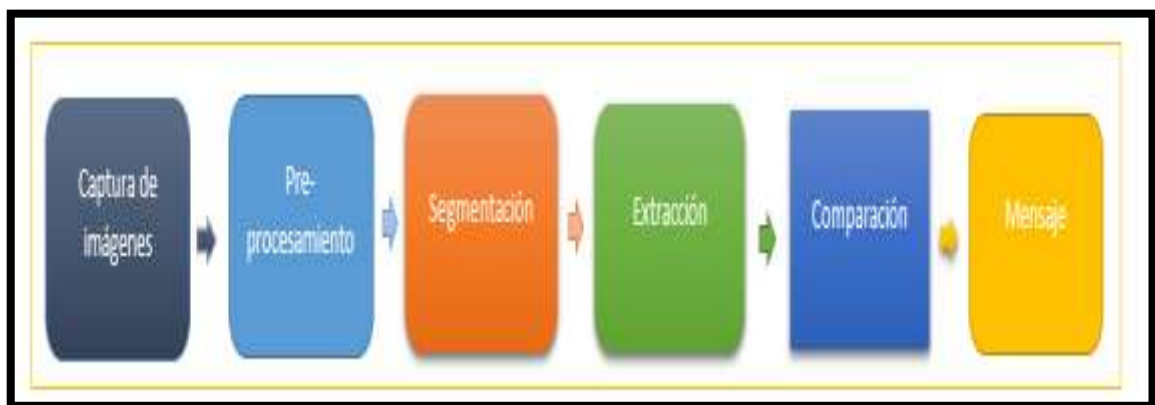 Captura de
imágenes
Pre-
procesamiento
Segmentación
Extracción
Comparación
Mensaje